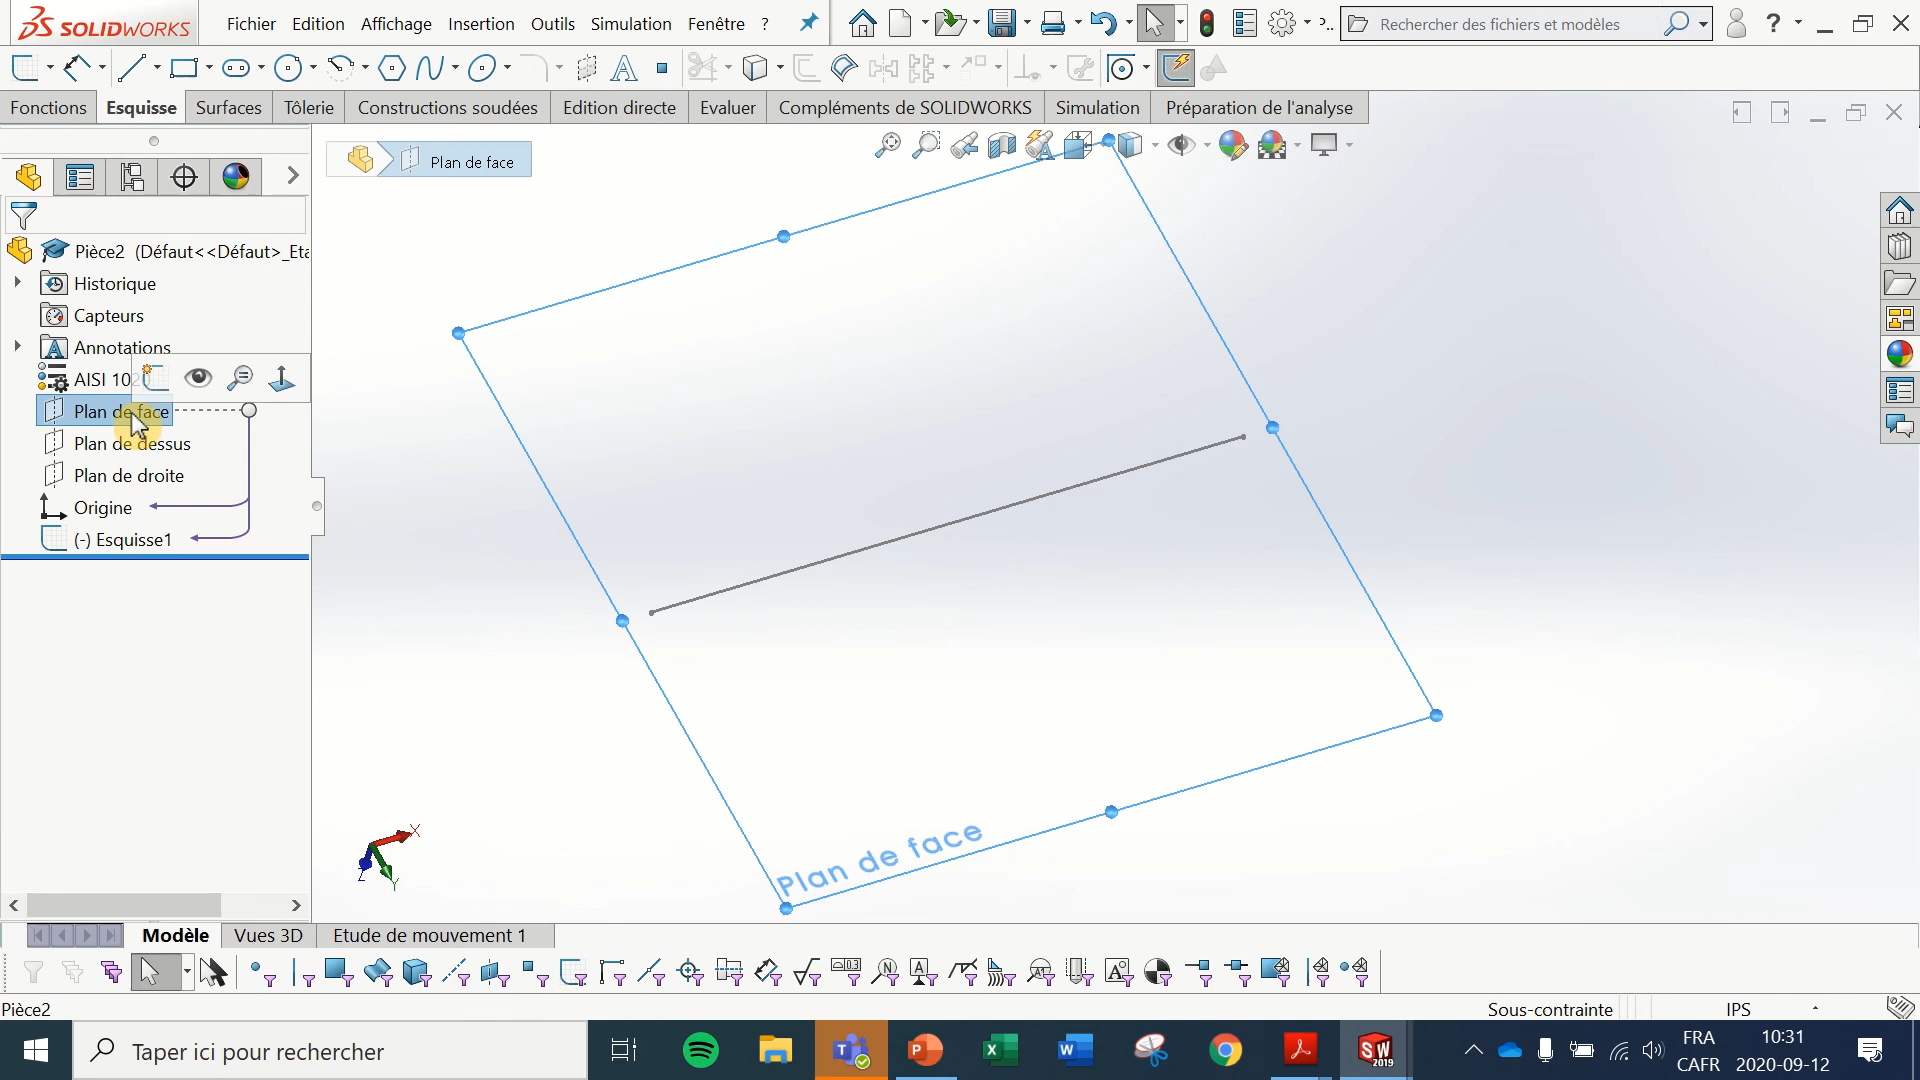 SOLIDWORKS
Fichier Edition Affichage Insertion Outils Simulation Fenêtre ?
Rechercher des fichiers et modèles
?
Fonctions Esquisse Surfaces Tôlerie Constructions soudées Edition directe Evaluer Compléments de SOLIDWORKS Simulation Préparation de l'analyse
Plan de face
Pièce2 (Défaut<<Défaut>_Eta
Historique
Capteurs
Annotations
AISI 1020
Plan de face
Plan de dessus
Plan de droite
Origine
(-) Esquisse1
Plan de face
X
Z
Y
Modèle Vues 3D Etude de mouvement 1
Pièce2
Sous-contrainte
IPS
Taper ici pour rechercher
SW
2019
FRA
CAFR
10:31
2020-09-12